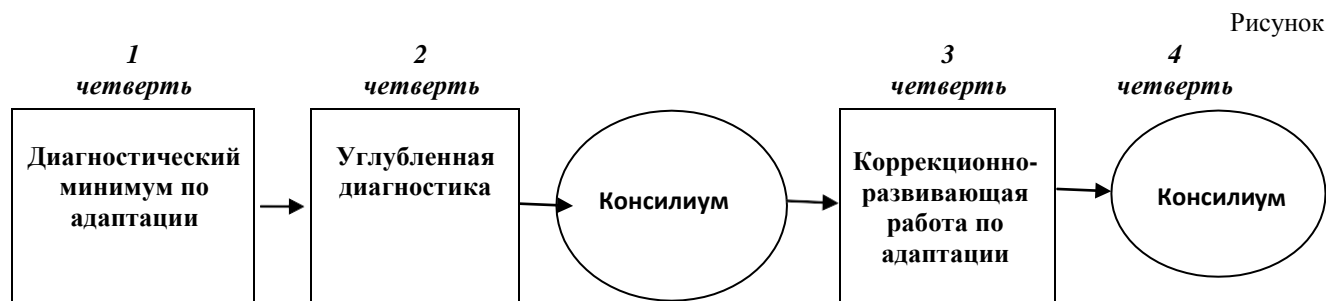 Рисунок
1
четверть
2
четверть
3
четверть
4
четверть
Диагностический
минимум по
адаптации
Углубленная
диагностика
Консилиум
Коррекционно-
развивающая
работа по
адаптации
Консилиум